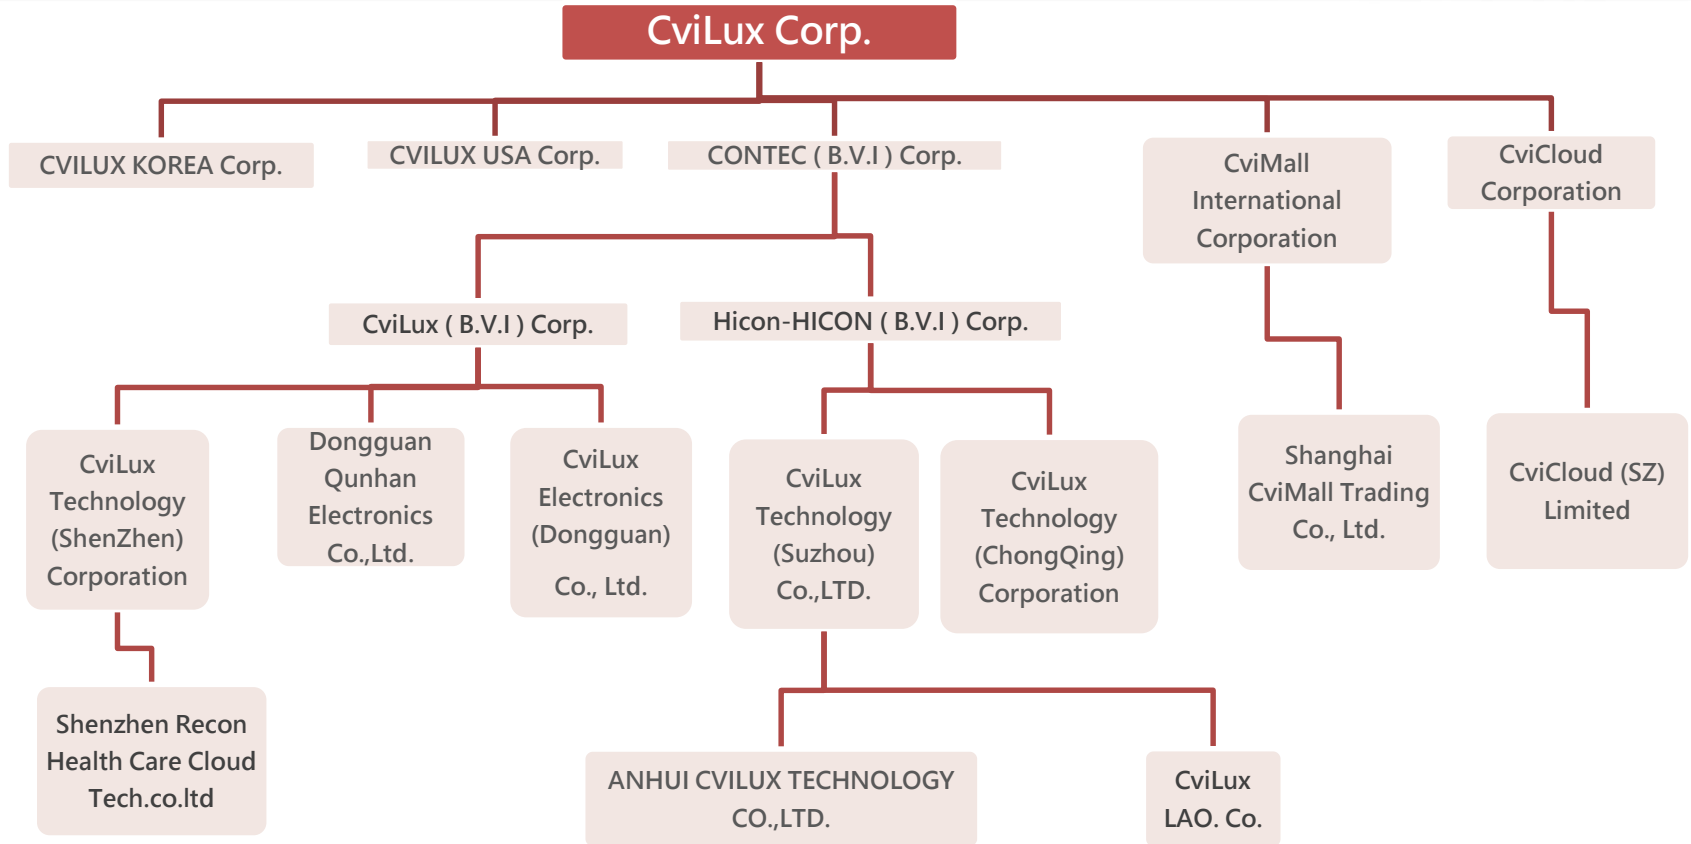 CviLux Corp.
CVILUX KOREA Corp.
CVILUX USA Corp.
CONTEC ( B.V.I ) Corp.
CviMall
International
Corporation
CviCloud
Corporation
CviLux ( B.V.I ) Corp.
Hicon-HICON ( B.V.I ) Corp.
CviLux
Technology
(ShenZhen)
Corporation
Dongguan
Qunhan
Electronics
Co.,Ltd.
CviLux
Electronics
(Dongguan)
Co., Ltd.
CviLux
Technology
(Suzhou)
Co.,LTD.
CviLux
Technology
(ChongQing)
Corporation
Shanghai
CviMall Trading
Co., Ltd.
CviCloud (SZ)
Limited
Shenzhen Recon
Health Care Cloud
Tech.co.ltd
ANHUI CVILUX TECHNOLOGY
CO.,LTD.
CviLux
LAO. Co.